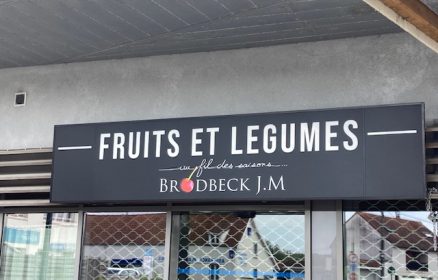 FRUITS ET LEGUMES
au fil des saisons...
BRODBECK J.M